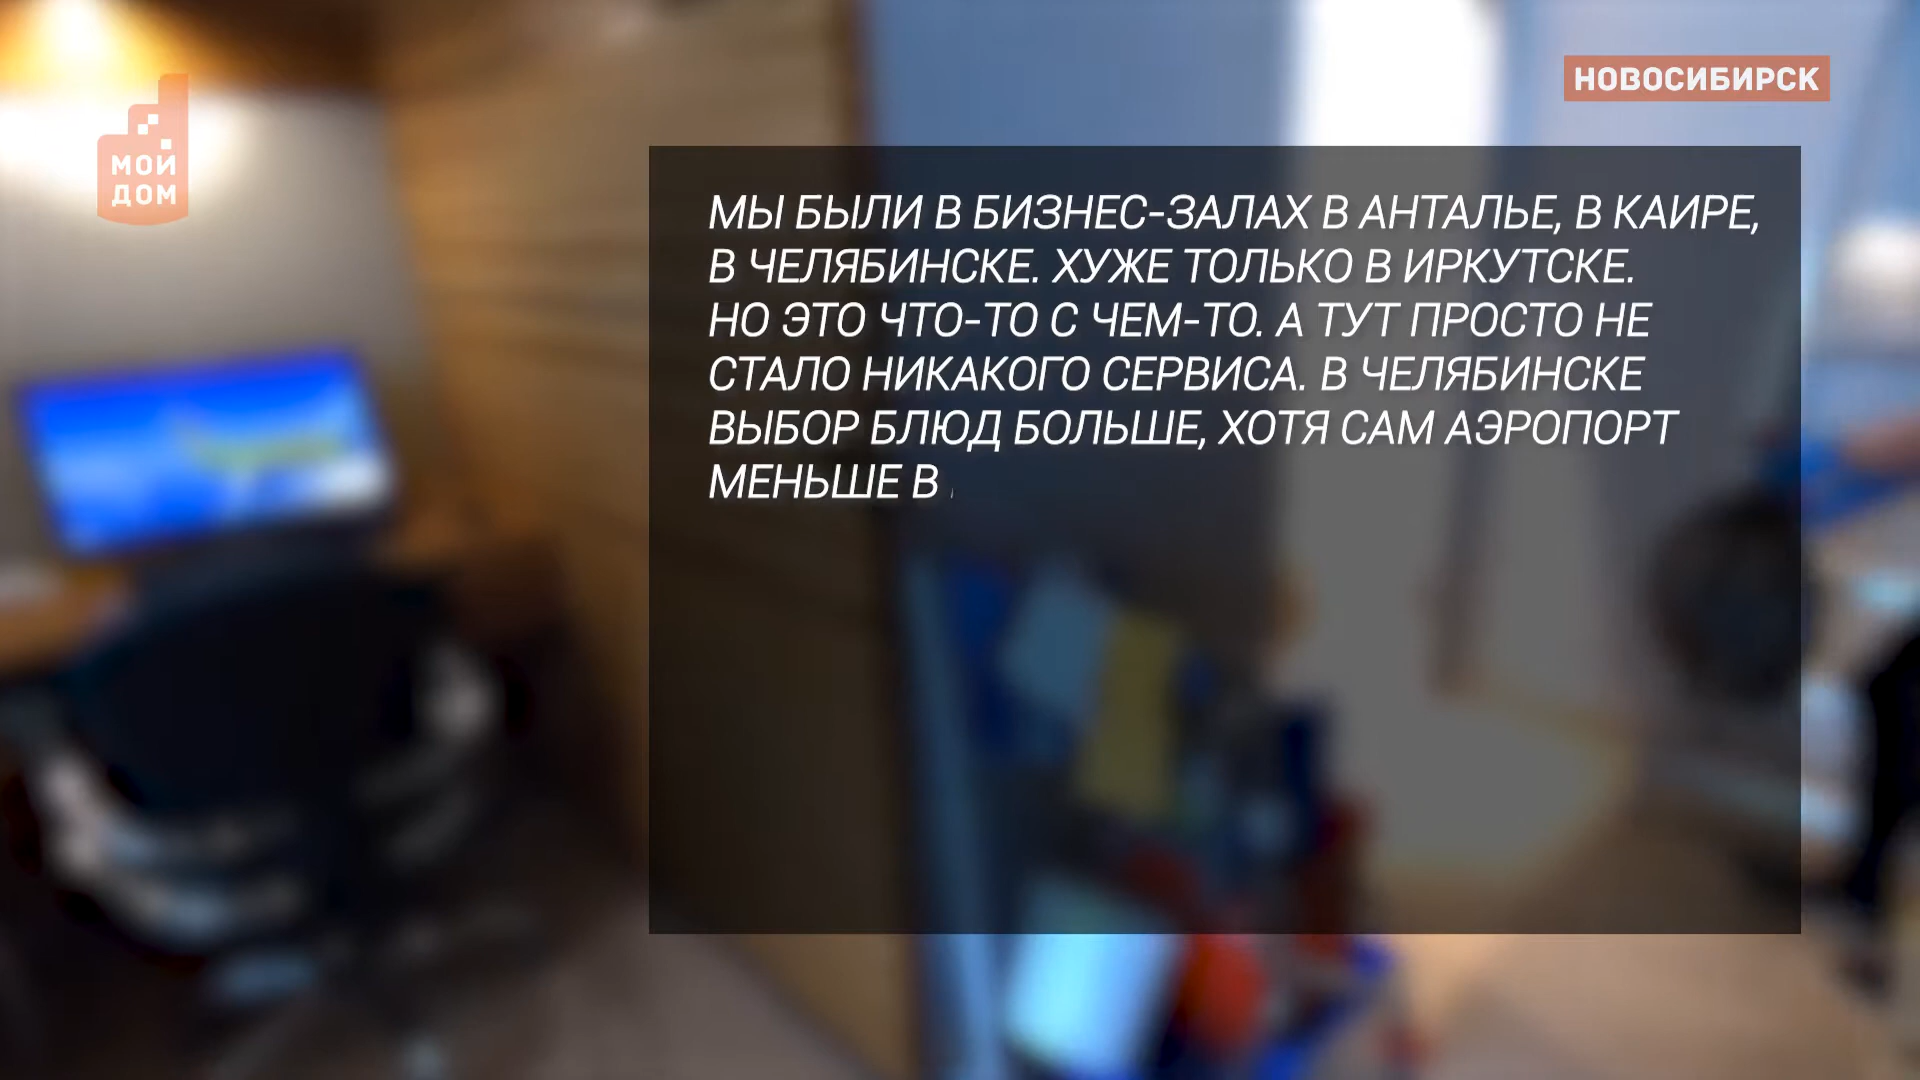 НОВОСИБИРСК
МОЙ
ДОМ
МЫ БЫЛИ В БИЗНЕС-ЗАЛАХ В АНТАЛЬЕ, В КАИРЕ,
В ЧЕЛЯБИНСКЕ. ХУЖЕ ТОЛЬКО В ИРКУТСКЕ.
НО ЭТО ЧТО-ТО С ЧЕМ-ТО. А ТУТ ПРОСТО НЕ
СТАЛО НИКАКОГО СЕРВИСА. В ЧЕЛЯБИНСКЕ
ВЫБОР БЛЮД БОЛЬШЕ, ХОТЯ САМ АЭРОПОРТ
МЕНЬШЕ В